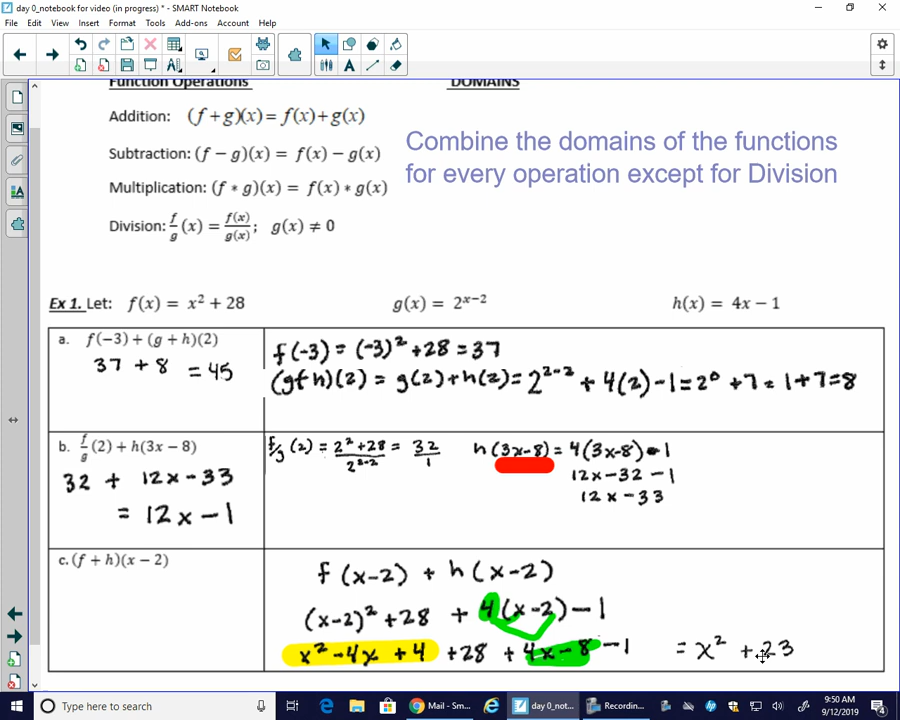 day 0_notebook for video (in progress) * - SMART Notebook
File Edit View Insert Format Tools Add-ons Account Help
Function Operations DOMAINS
Addition: (f + g)(x) = f(x) + g(x)
Combine the domains of the functions
for every operation except for Division
Subtraction: (f − g)(x) = f(x) − g(x)
Multiplication: (f * g)(x) = f(x) * g(x)
Division: f/g (x) = f(x)/g(x); g(x) ≠ 0
Ex 1. Let: f(x) = x² + 28 g(x) = 2^(x−2) h(x) = 4x − 1
a. f(−3) + (g + h)(2)
37 + 8 = 45
f(-3) = (-3)² + 28 = 37
(g+h)(2) = g(2) + h(2) = 2^(2-2) + 4(2) - 1 = 2⁰ + 7 = 1 + 7 = 8
b. f/g (2) + h(3x − 8)
32 + 12x - 33
= 12x - 1
f/g (2) = 2² + 28 / 2^(2-2) = 32/1
h(3x-8) = 4(3x-8) - 1
12x - 32 - 1
12x - 33
c. (f + h)(x − 2)
f(x-2) + h(x-2)
(x-2)² + 28 + 4(x-2) - 1
x² - 4x + 4 + 28 + 4x - 8 - 1 = x² + 23
Type here to search
Mail - Sm...
day 0_not...
Recordin...
9:50 AM
9/12/2019